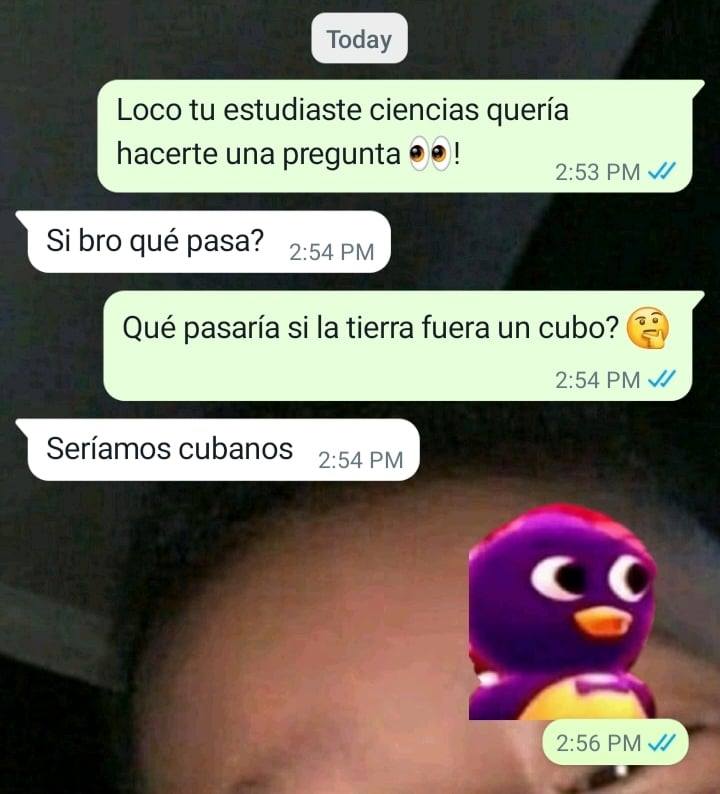 Today
Loco tu estudiaste ciencias quería
hacerte una pregunta 👀!
2:53 PM
Si bro qué pasa?
2:54 PM
Qué pasaría si la tierra fuera un cubo? 🤔
2:54 PM
Seríamos cubanos
2:54 PM
2:56 PM